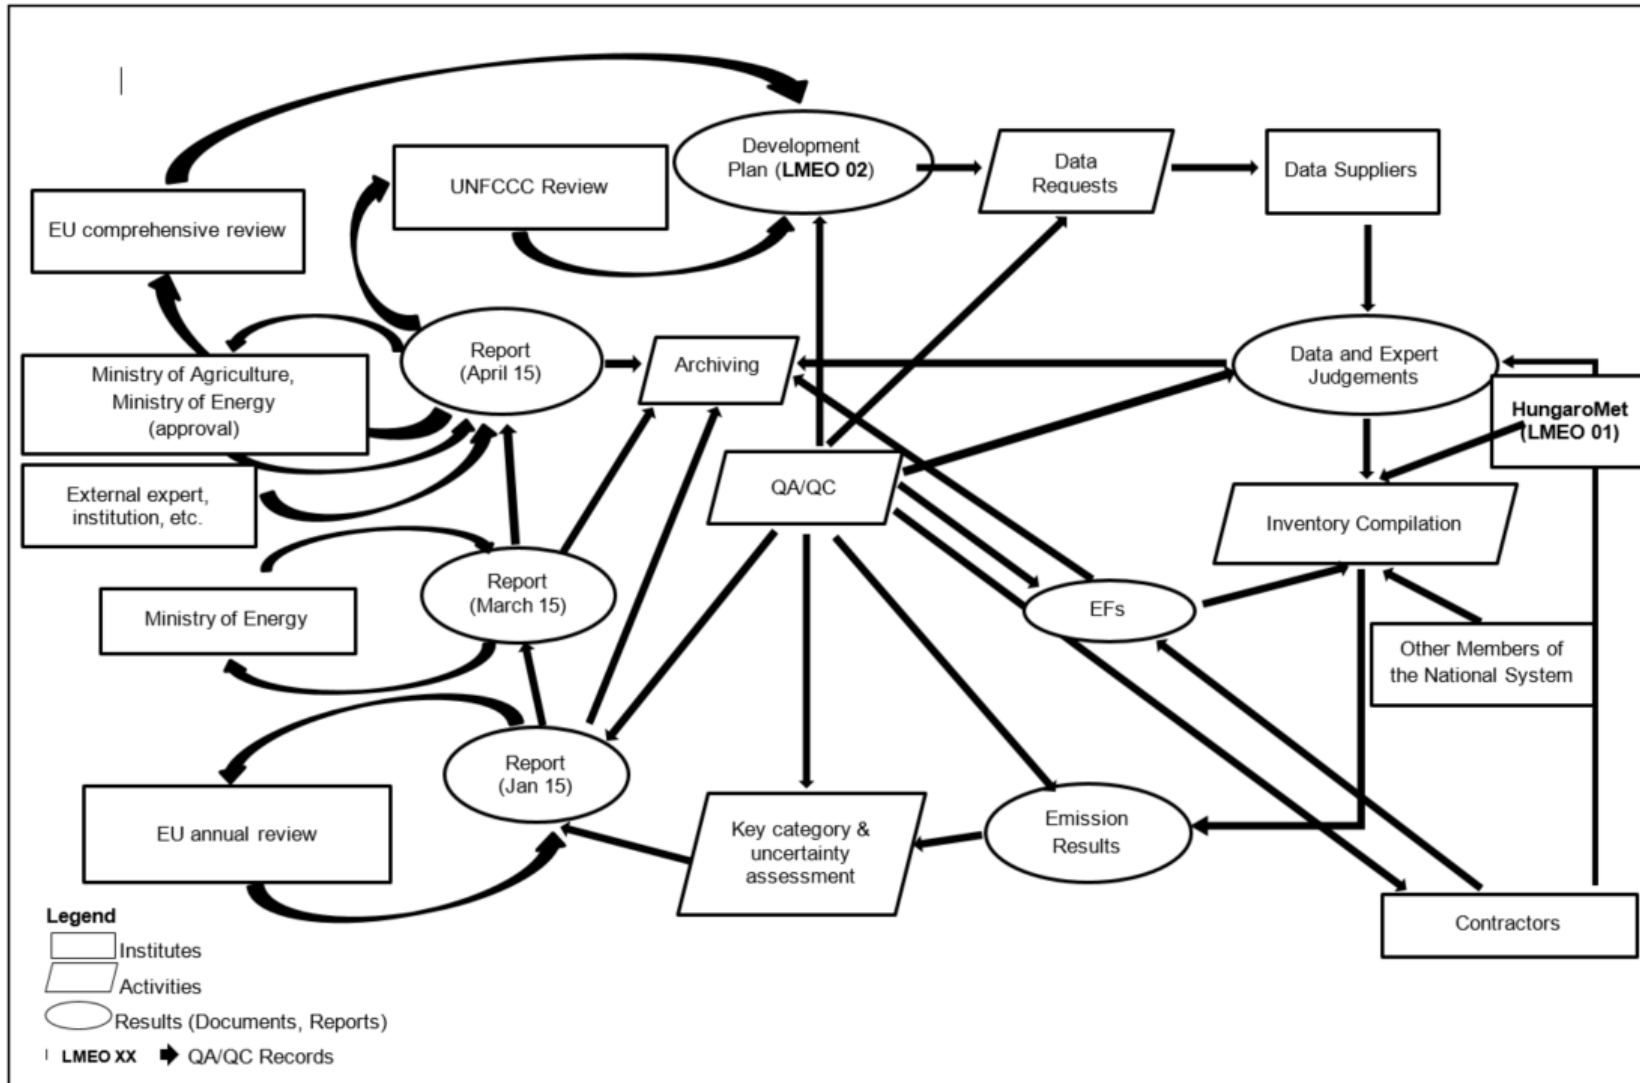 Development
Plan (LMEO 02)
Data
Requests
Data Suppliers
UNFCCC Review
EU comprehensive review
Report
(April 15)
Archiving
Data and Expert
Judgements
Ministry of Agriculture,
Ministry of Energy
(approval)
HungaroMet
(LMEO 01)
External expert,
institution, etc.
QA/QC
Inventory Compilation
Report
(March 15)
EFs
Ministry of Energy
Other Members of
the National System
Report
(Jan 15)
EU annual review
Key category &
uncertainty
assessment
Emission
Results
Contractors
Legend
Institutes
Activities
Results (Documents, Reports)
LMEO XX QA/QC Records